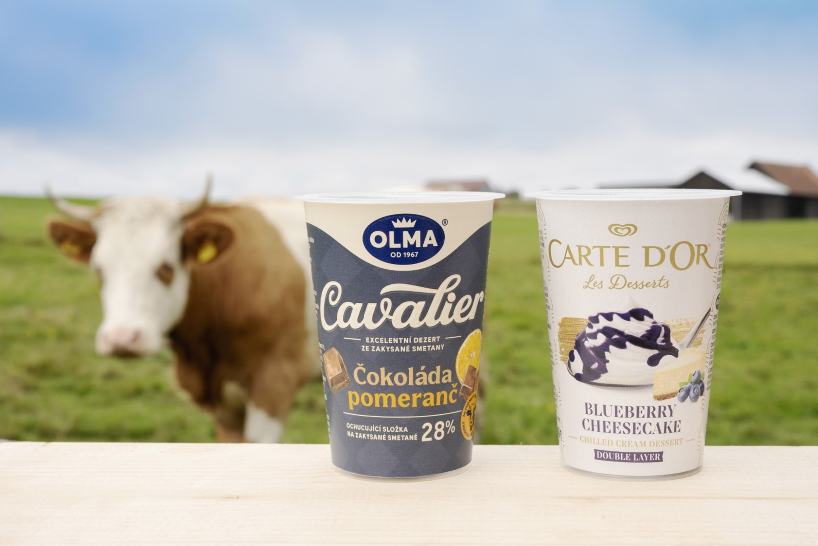 OLMA®
OD 1967
Cavalier
EXCELENTNÍ DEZERT
ZE ZAKYSANÉ SMETANY
Čokoláda
pomeranč
OCHUCUJÍCÍ SLOŽKA
NA ZAKYSANÉ SMETANĚ 28%
CARTE D'OR
Les Desserts
BLUEBERRY
CHEESECAKE
CHILLED CREAM DESSERT
DOUBLE LAYER